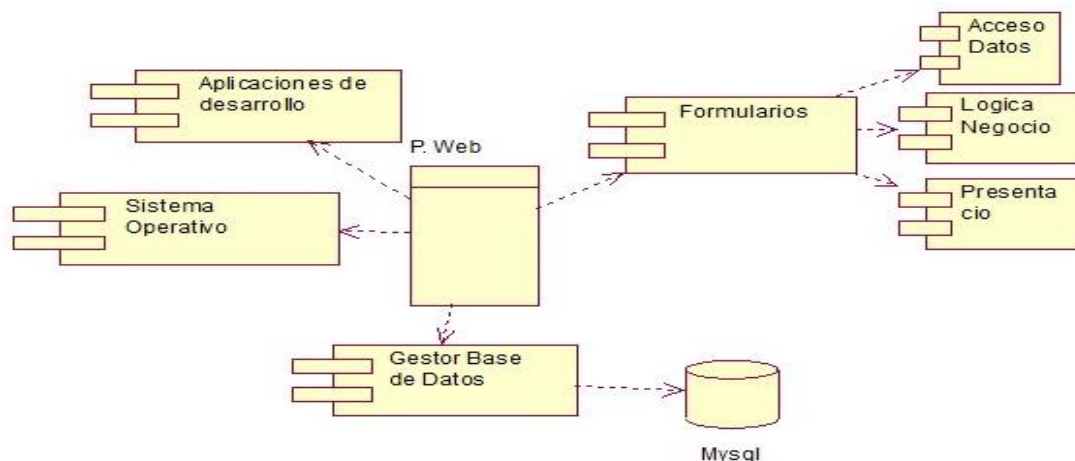 Acceso
Datos
Aplicaciones de
desarrollo
Formularios
Logica
Negocio
P. Web
Presenta
cio
Sistema
Operativo
Gestor Base
de Datos
Mysql